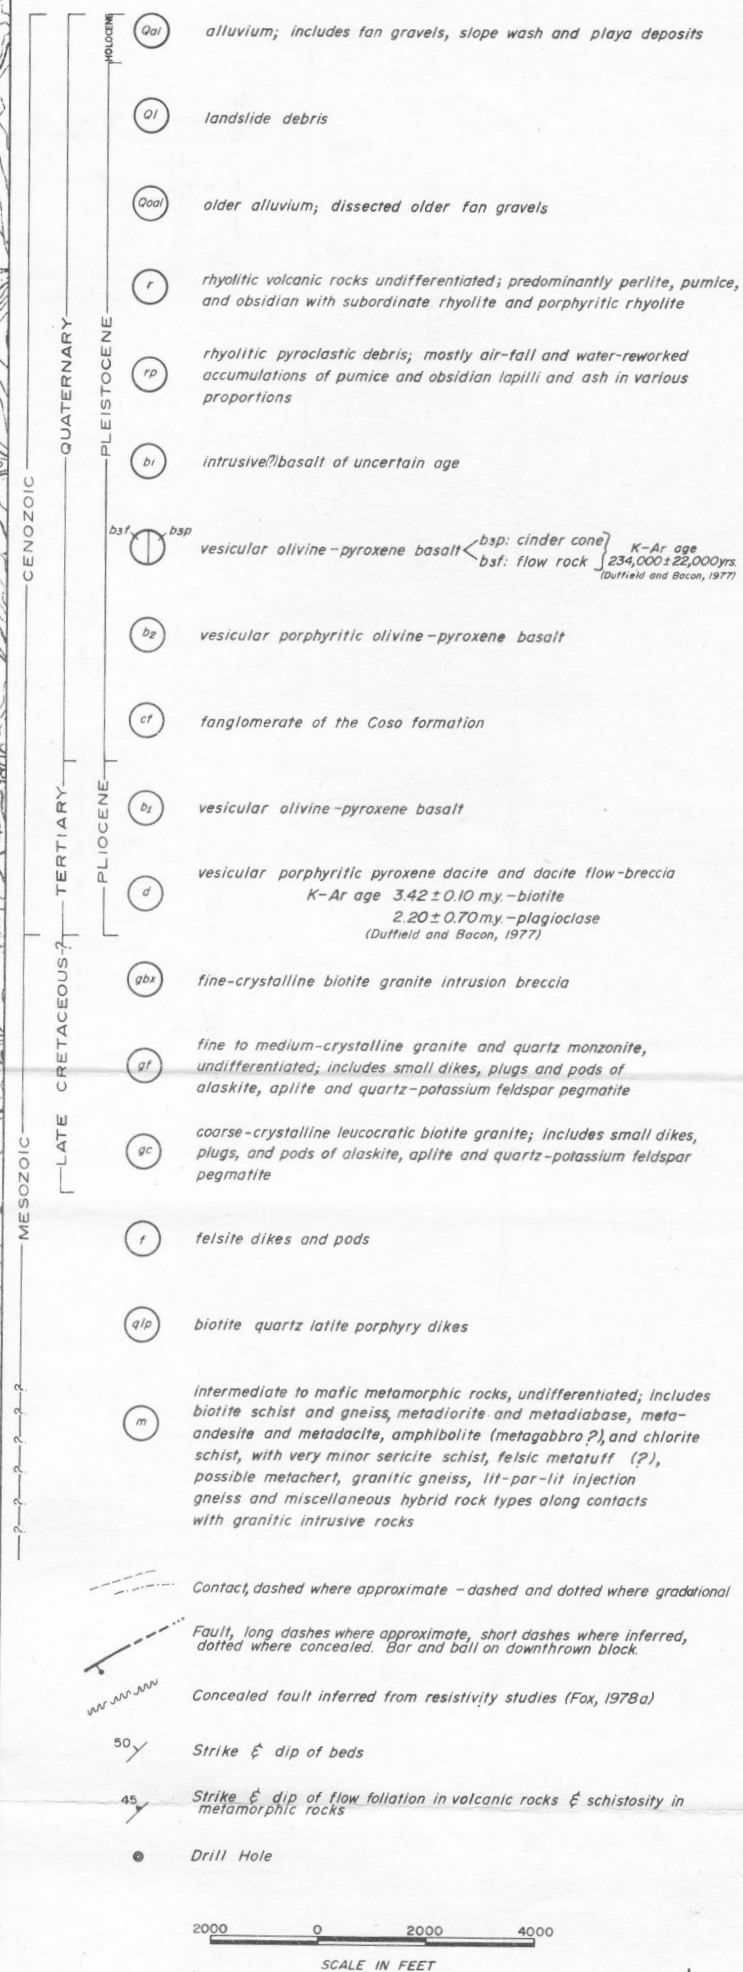 HOLOCENE
Qal alluvium; includes fan gravels, slope wash and playa deposits
Ql landslide debris
Qoal older alluvium; dissected older fan gravels
r rhyolitic volcanic rocks undifferentiated; predominantly perlite, pumice,
and obsidian with subordinate rhyolite and porphyritic rhyolite
rp rhyolitic pyroclastic debris; mostly air-fall and water-reworked
accumulations of pumice and obsidian lapilli and ash in various
proportions
QUATERNARY
PLEISTOCENE
CENOZOIC
bi intrusive(?)basalt of uncertain age
b3f b3p vesicular olivine-pyroxene basalt
b3p: cinder cone
b3f: flow rock
K-Ar age
234,000±22,000yrs.
(Duffield and Bacon, 1977)
b2 vesicular porphyritic olivine-pyroxene basalt
cf fanglomerate of the Coso formation
TERTIARY
PLIOCENE
b1 vesicular olivine-pyroxene basalt
d vesicular porphyritic pyroxene dacite and dacite flow-breccia
K-Ar age 3.42±0.10 m.y.-biotite
2.20±0.70 m.y.-plagioclase
(Duffield and Bacon, 1977)
?
LATE CRETACEOUS
MESOZOIC
gbx fine-crystalline biotite granite intrusion breccia
gf fine to medium-crystalline granite and quartz monzonite,
undifferentiated; includes small dikes, plugs and pods of
alaskite, aplite and quartz-potassium feldspar pegmatite
gc coarse-crystalline leucocratic biotite granite; includes small dikes,
plugs, and pods of alaskite, aplite and quartz-potassium feldspar
pegmatite
f felsite dikes and pods
qlp biotite quartz latite porphyry dikes
? ? ? ? ? ?
m intermediate to mafic metamorphic rocks, undifferentiated; includes
biotite schist and gneiss, metadiorite and metadiabase, meta-
andesite and metadacite, amphibolite (metagabbro?), and chlorite
schist, with very minor sericite schist, felsic metatuff (?),
possible metachert, granitic gneiss, lit-par-lit injection
gneiss and miscellaneous hybrid rock types along contacts
with granitic intrusive rocks
Contact, dashed where approximate - dashed and dotted where gradational
Fault, long dashes where approximate, short dashes where inferred,
dotted where concealed. Bar and ball on downthrown block.
Concealed fault inferred from resistivity studies (Fox, 1978a)
50 Strike & dip of beds
45 Strike & dip of flow foliation in volcanic rocks & schistosity in
metamorphic rocks
Drill Hole
2000 0 2000 4000
SCALE IN FEET